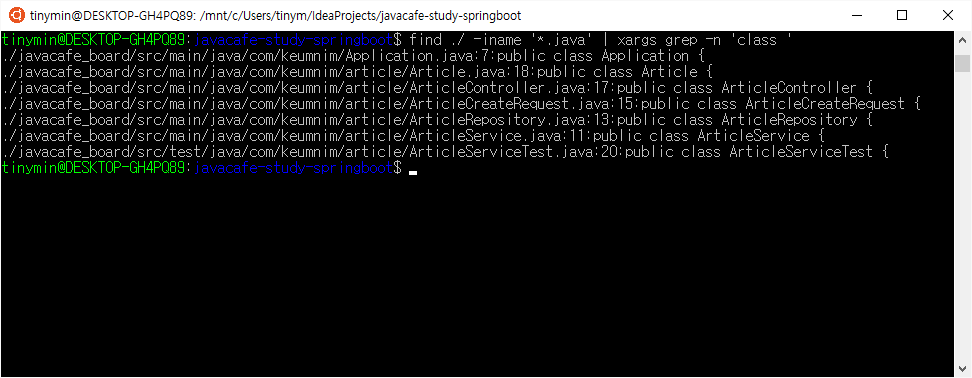 tinymin@DESKTOP-GH4PQ89: /mnt/c/Users/tinym/IdeaProjects/javacafe-study-springboot
tinymin@DESKTOP-GH4PQ89:javacafe-study-springboot$ find ./ -iname '*.java' | xargs grep -n 'class '
./javacafe_board/src/main/java/com/keumnim/Application.java:7:public class Application {
./javacafe_board/src/main/java/com/keumnim/article/Article.java:18:public class Article {
./javacafe_board/src/main/java/com/keumnim/article/ArticleController.java:17:public class ArticleController {
./javacafe_board/src/main/java/com/keumnim/article/ArticleCreateRequest.java:15:public class ArticleCreateRequest {
./javacafe_board/src/main/java/com/keumnim/article/ArticleRepository.java:13:public class ArticleRepository {
./javacafe_board/src/main/java/com/keumnim/article/ArticleService.java:11:public class ArticleService {
./javacafe_board/src/test/java/com/keumnim/article/ArticleServiceTest.java:20:public class ArticleServiceTest {
tinymin@DESKTOP-GH4PQ89:javacafe-study-springboot$